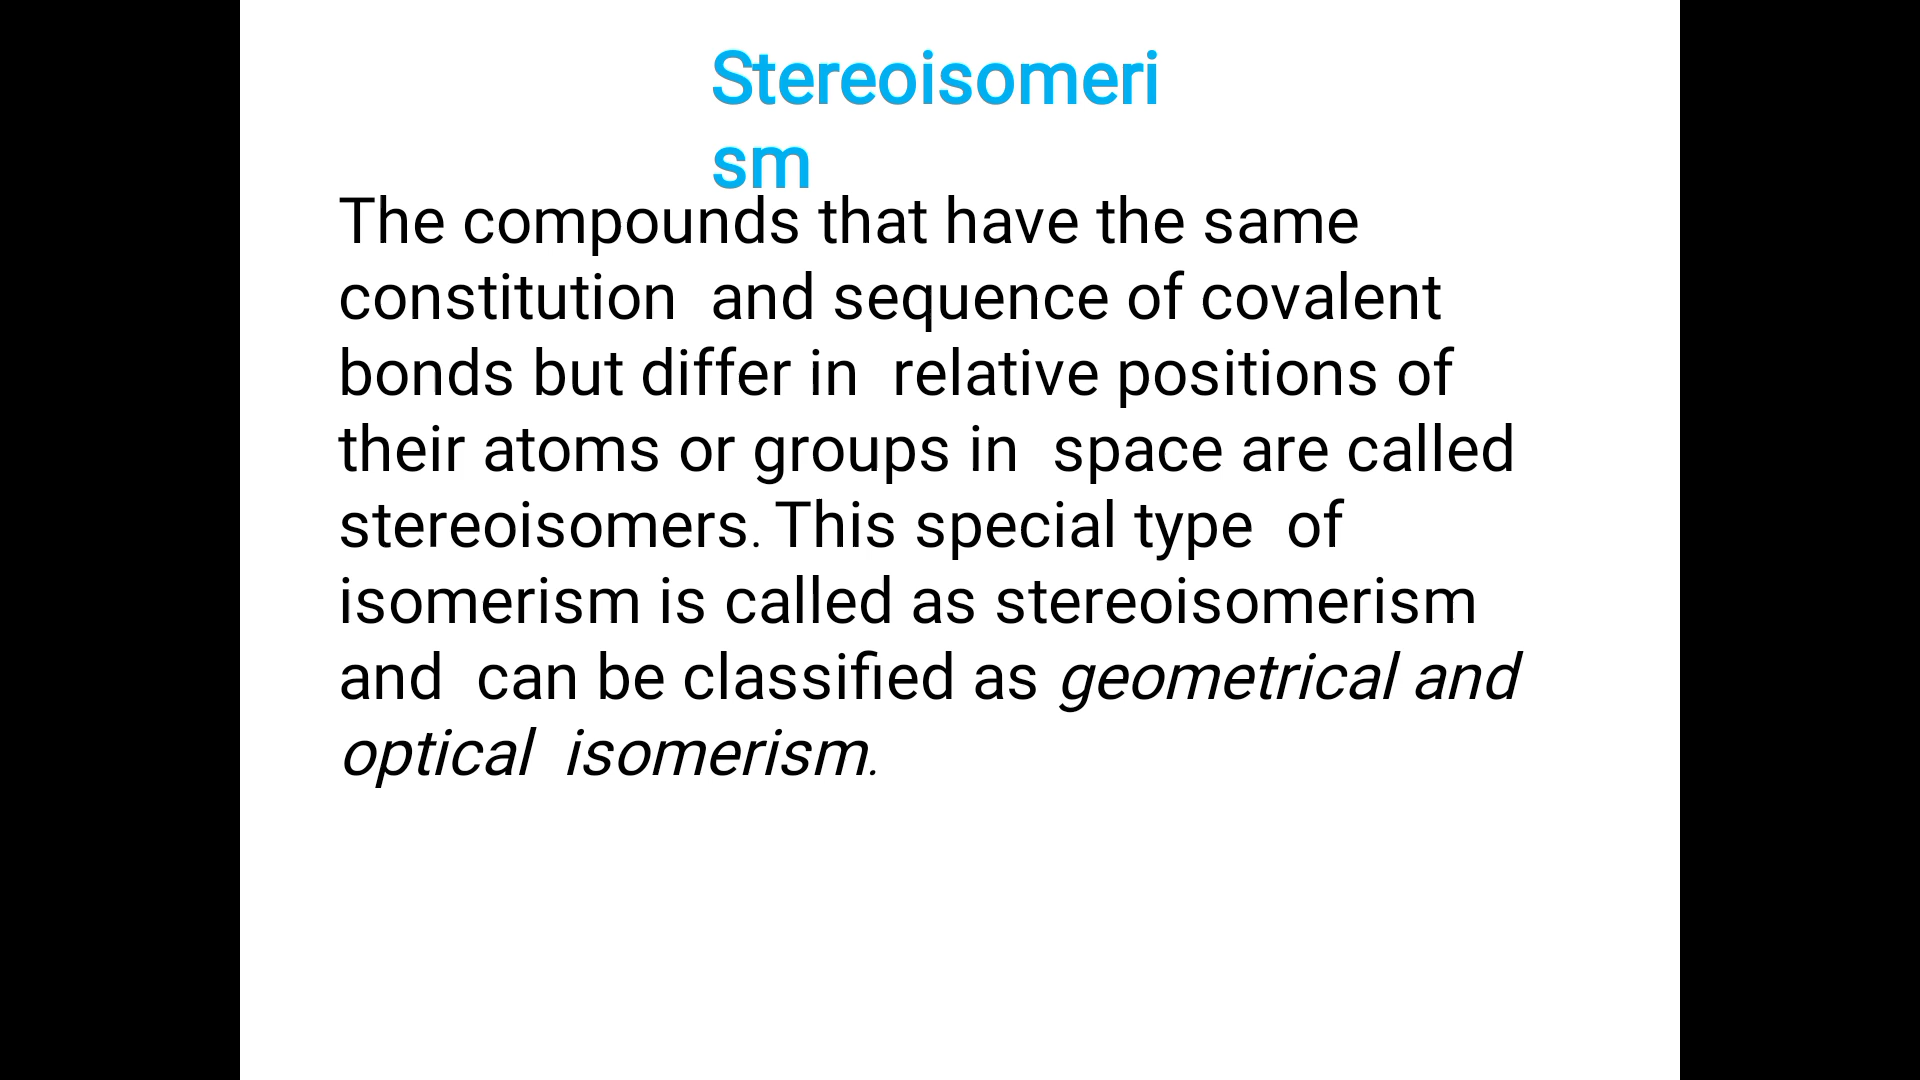 Stereoisomeri
sm
The compounds that have the same
constitution  and sequence of covalent
bonds but differ in  relative positions of
their atoms or groups in  space are called
stereoisomers. This special type  of
isomerism is called as stereoisomerism
and  can be classified as geometrical and
optical  isomerism.